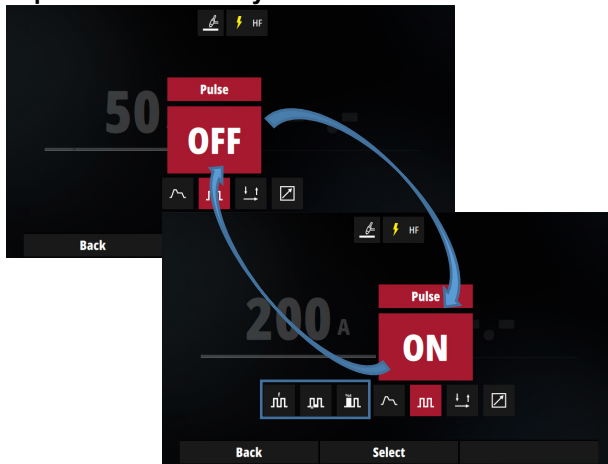 HF
50
Pulse
OFF
Back
HF
200 A
Pulse
ON
Back
Select